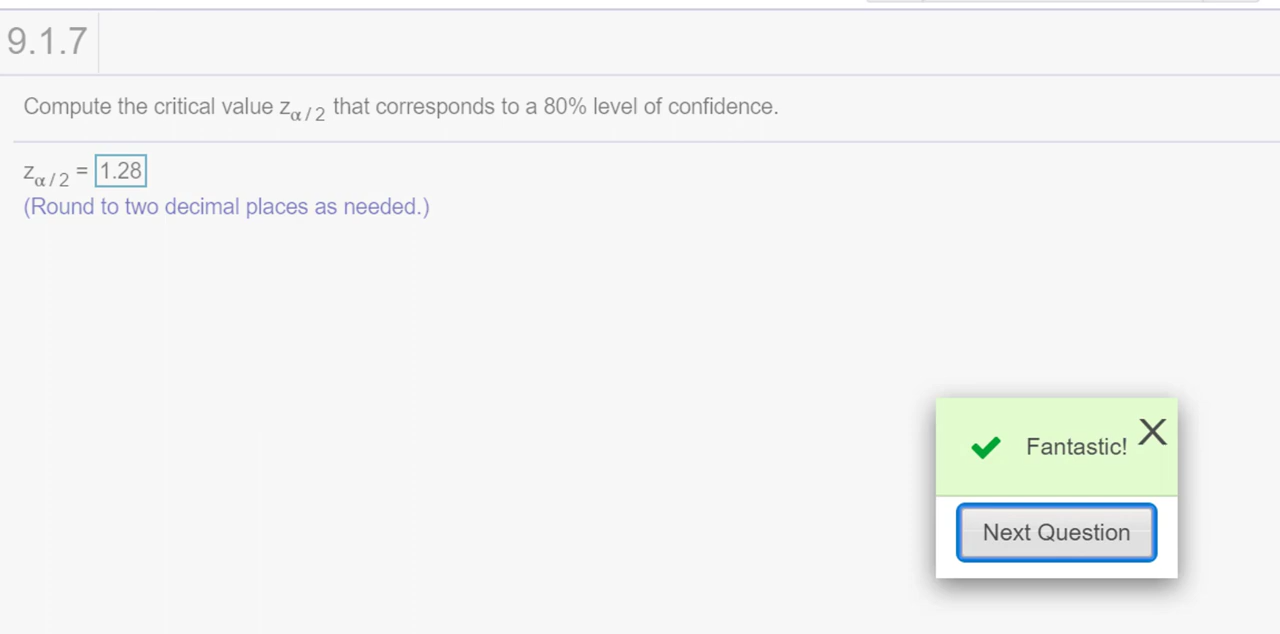 9.1.7
Compute the critical value zα/2 that corresponds to a 80% level of confidence.
zα/2 = 1.28
(Round to two decimal places as needed.)
Fantastic!
Next Question